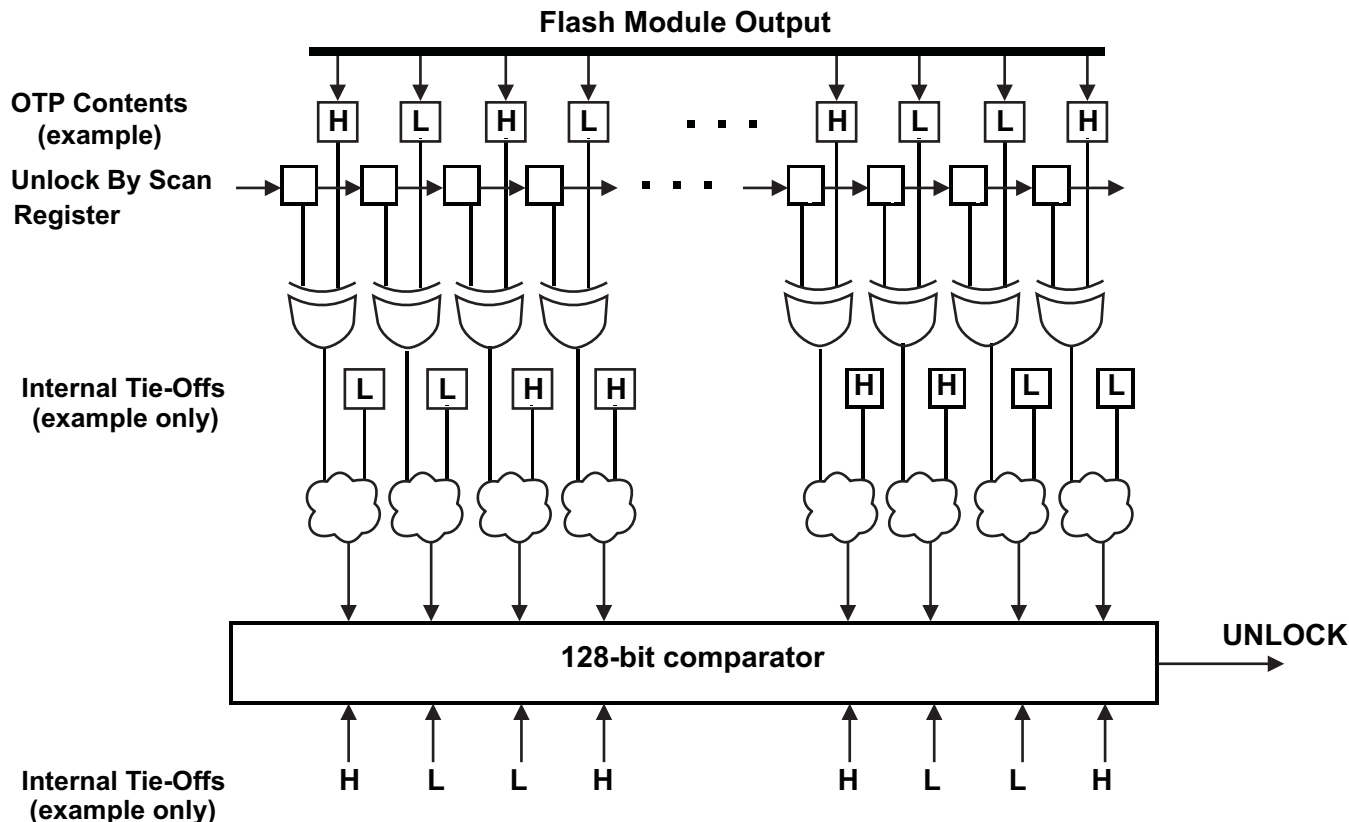 Flash Module Output
OTP Contents
(example)
H L H L . . . H L L H
Unlock By Scan
Register
. . .
Internal Tie-Offs
(example only)
L L H H H H L L
128-bit comparator
UNLOCK
H L L H H L L H
Internal Tie-Offs
(example only)